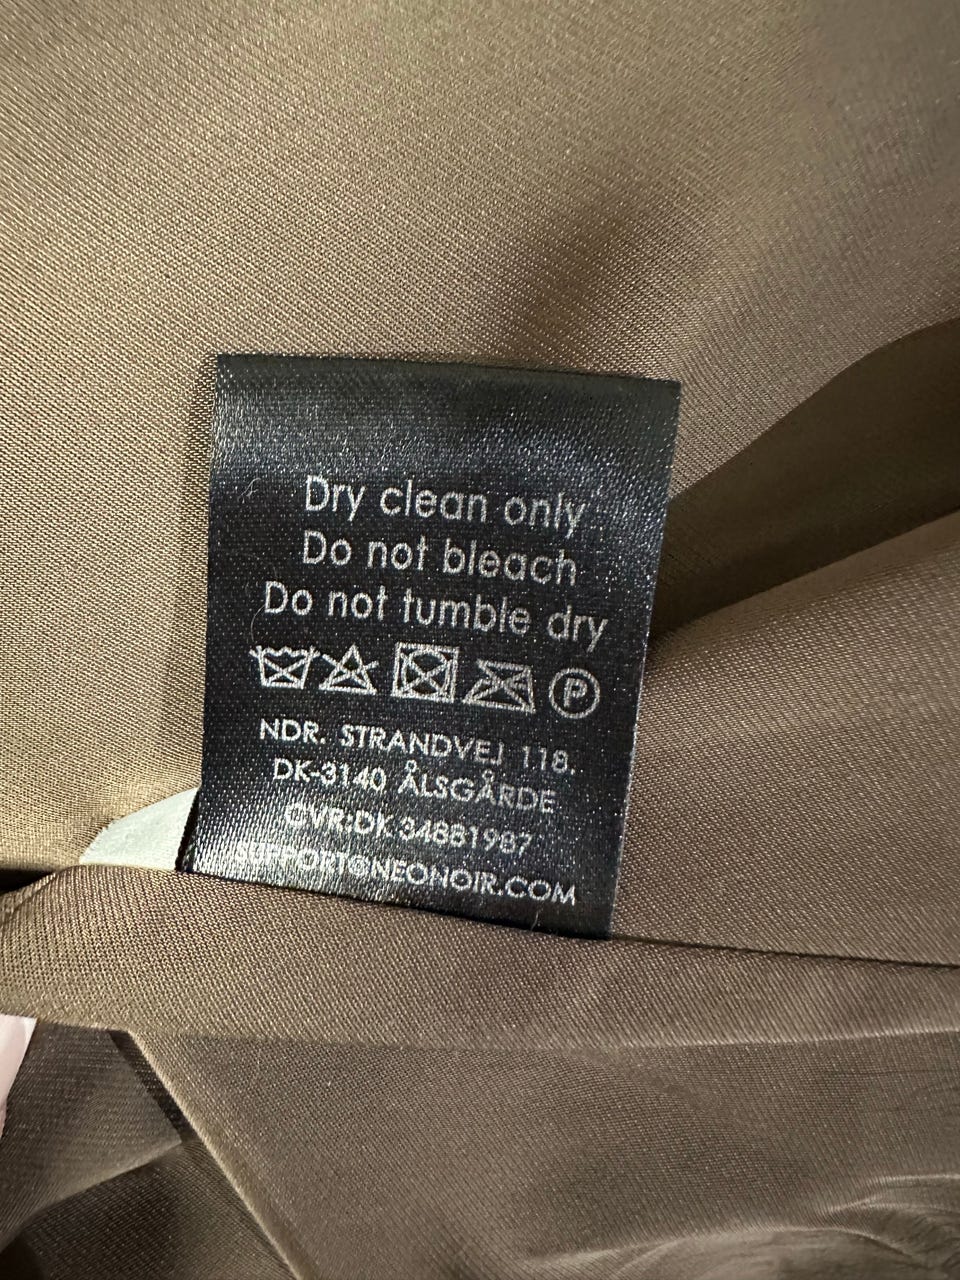 Dry clean only
Do not bleach
Do not tumble dry
P
NDR. STRANDVEJ 118.
DK-3140 ÅLSGÅRDE
CVR:DK 34881987
SUPPORT@NEONOIR.COM